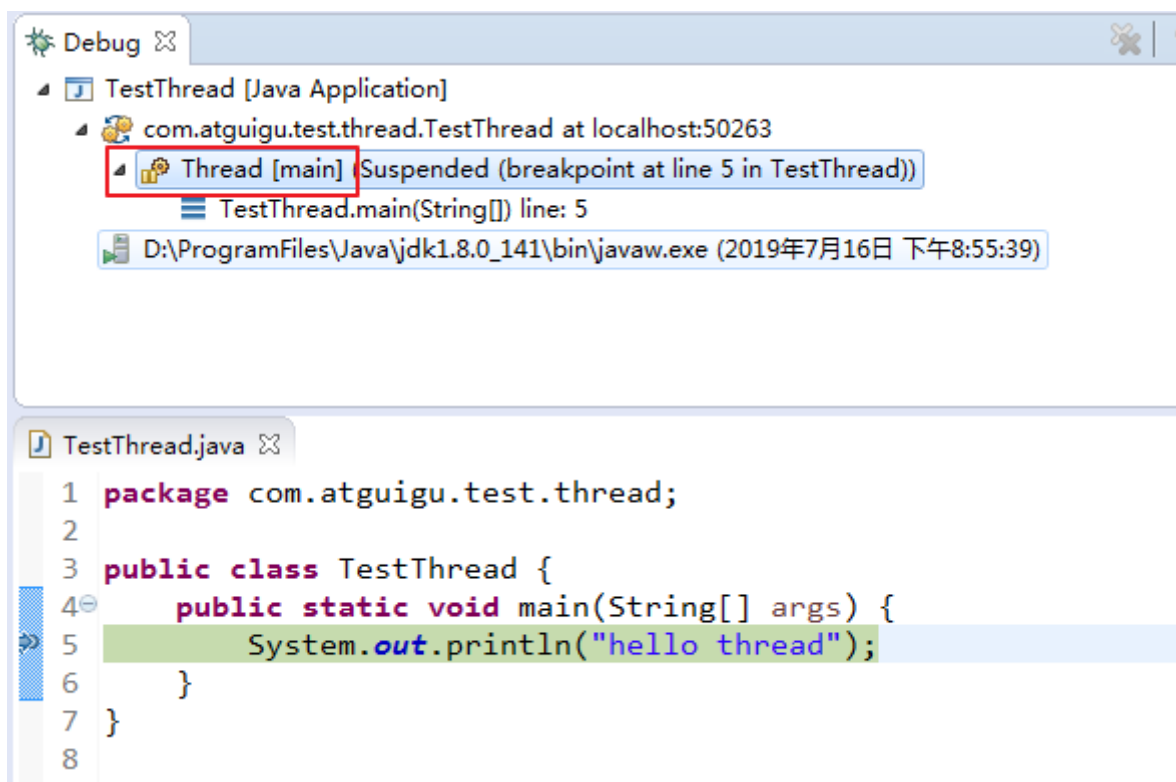 Debug
TestThread [Java Application]
com.atguigu.test.thread.TestThread at localhost:50263
Thread [main] (Suspended (breakpoint at line 5 in TestThread))
TestThread.main(String[]) line: 5
D:\ProgramFiles\Java\jdk1.8.0_141\bin\javaw.exe (2019年7月16日 下午8:55:39)
TestThread.java
1 package com.atguigu.test.thread;
2
3 public class TestThread {
4     public static void main(String[] args) {
5         System.out.println("hello thread");
6     }
7 }
8